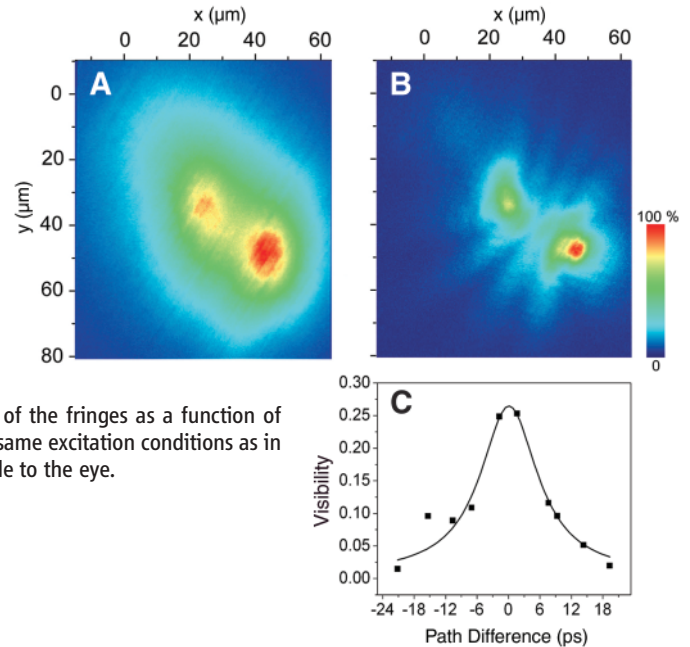 x (µm)
0 20 40 60
x (µm)
0 20 40 60
A
B
y (µm)
0
20
40
60
80
100 %
0
of the fringes as a function of
same excitation conditions as in
le to the eye.
C
Visibility
0.30
0.25
0.20
0.15
0.10
0.05
0.00
-24 -18 -12 -6 0 6 12 18
Path Difference (ps)